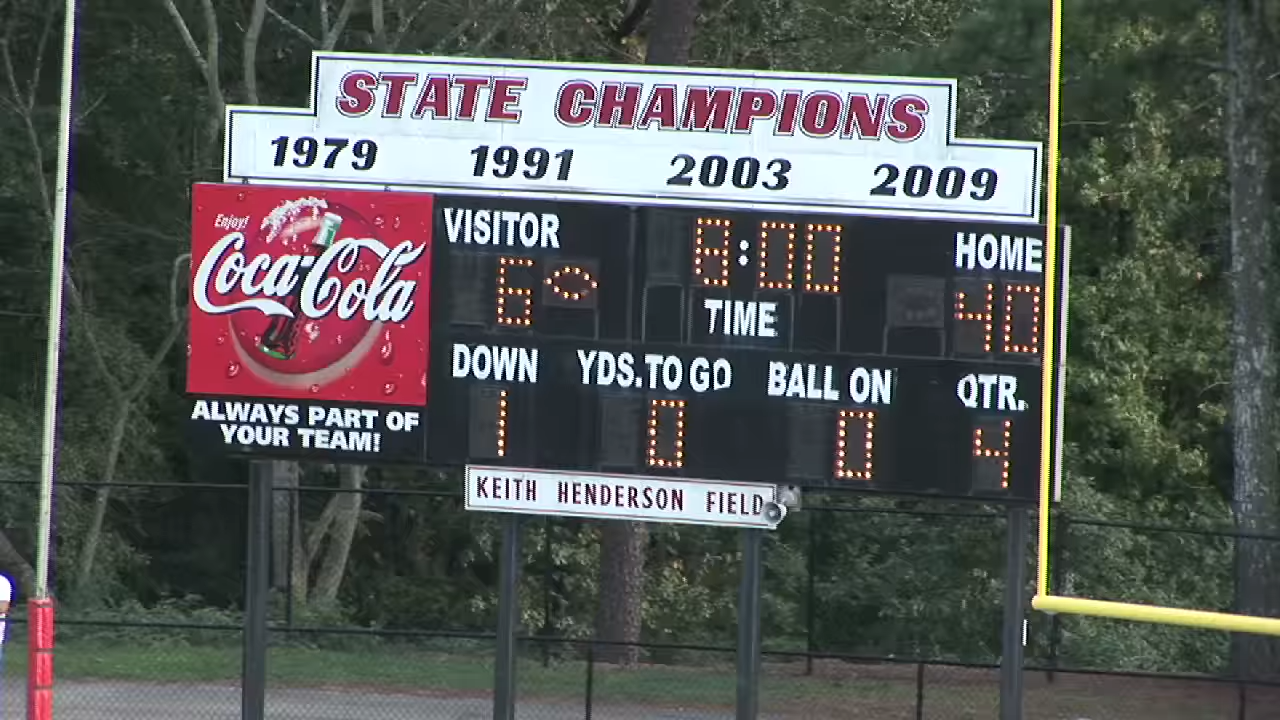 STATE CHAMPIONS
1979 1991 2003 2009
Enjoy!
Coca-Cola
ALWAYS PART OF
YOUR TEAM!
VISITOR 8:00 HOME
6 TIME 40
DOWN YDS.TO GO BALL ON QTR.
1 0 0 4
KEITH HENDERSON FIELD